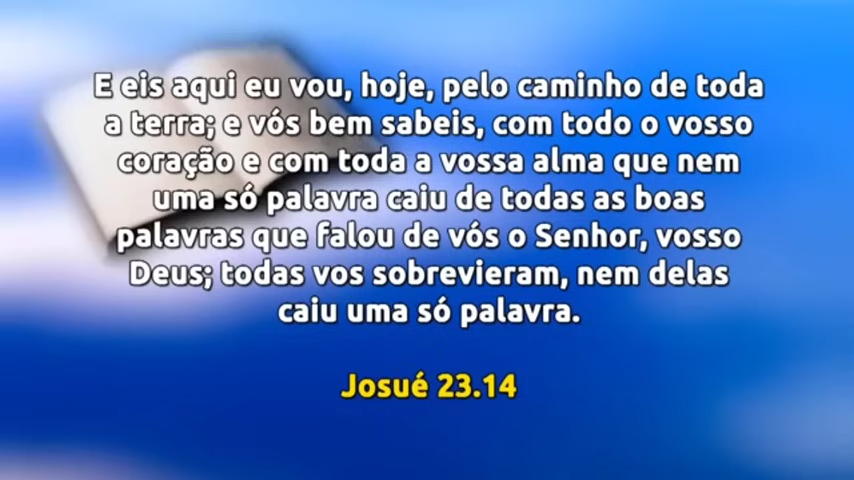 E eis aqui eu vou, hoje, pelo caminho de toda
a terra; e vós bem sabeis, com todo o vosso
coração e com toda a vossa alma que nem
uma só palavra caiu de todas as boas
palavras que falou de vós o Senhor, vosso
Deus; todas vos sobrevieram, nem delas
caiu uma só palavra.
Josué 23.14